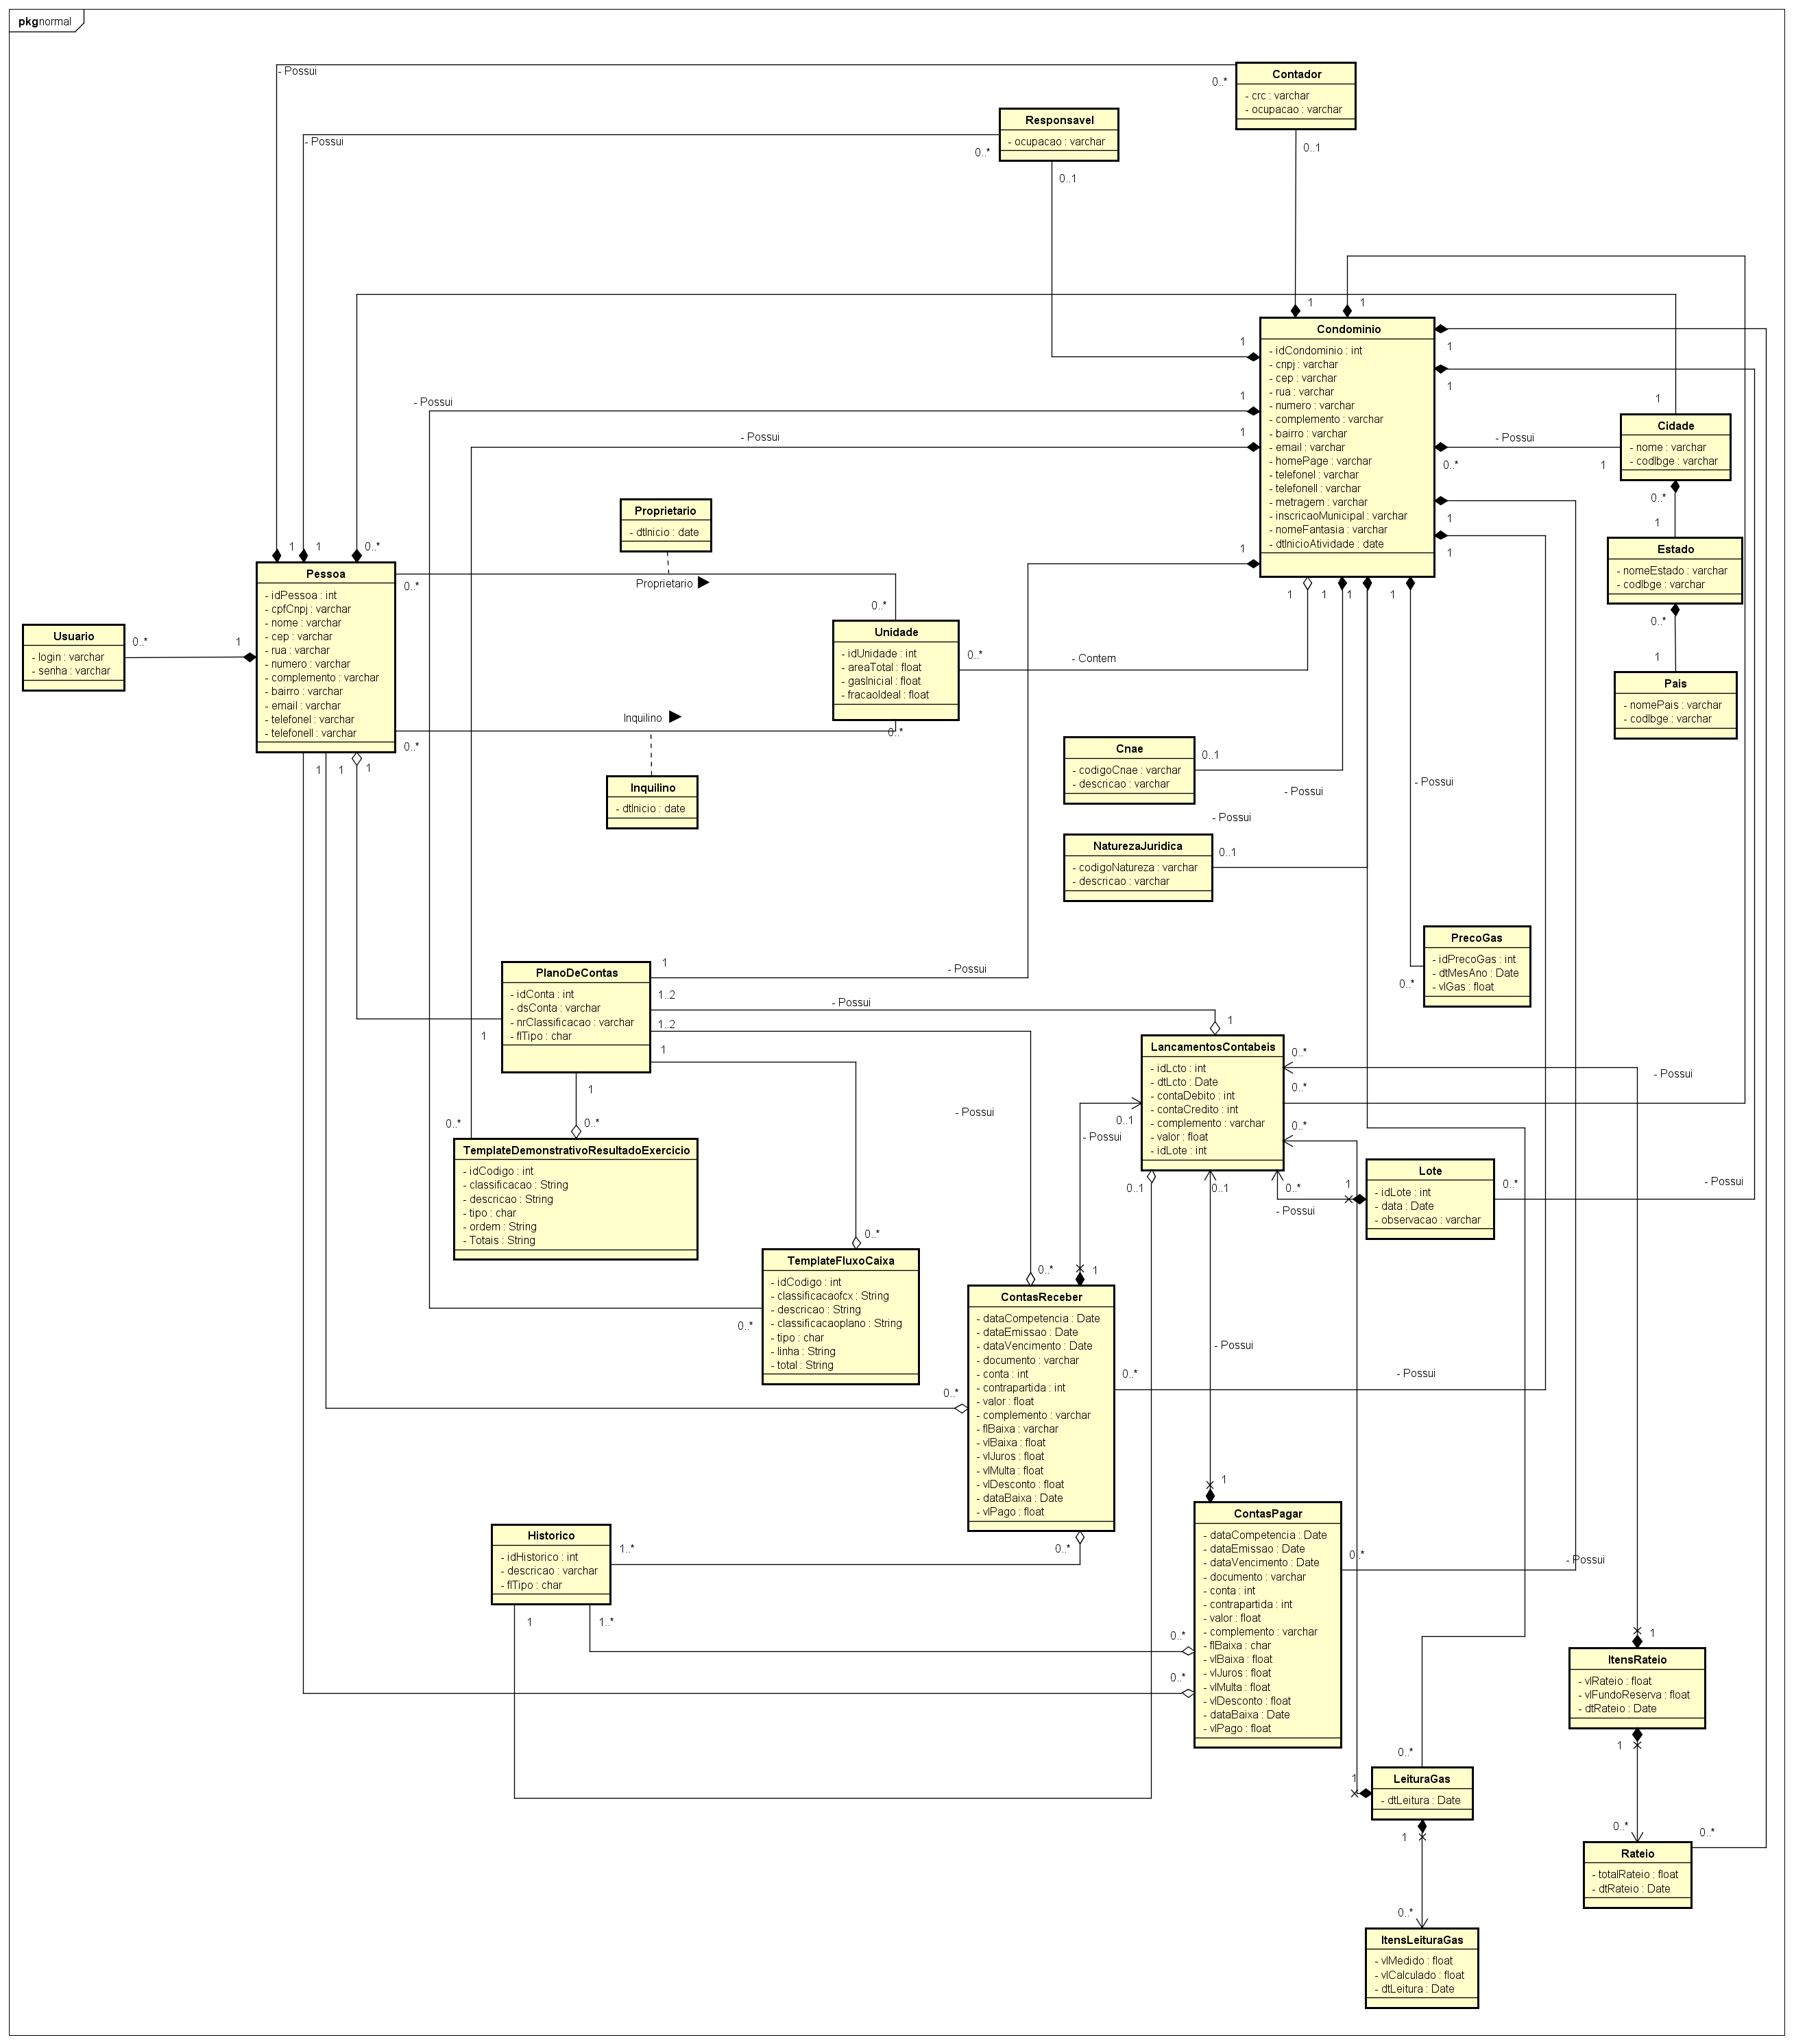 pkg normal
- Possui
0..*
Contador
- crc : varchar
- ocupacao : varchar
0..1
- Possui
0..*
Responsavel
- ocupacao : varchar
0..1
1
1
Condominio
- idCondominio : int
- cnpj : varchar
- cep : varchar
- rua : varchar
- numero : varchar
- complemento : varchar
- bairro : varchar
- email : varchar
- homePage : varchar
- telefoneI : varchar
- telefoneII : varchar
- metragem : varchar
- inscricaoMunicipal : varchar
- nomeFantasia : varchar
- dtInicioAtividade : date
1
1
1
1
1
1
0..*
1
1
- Possui
- Possui
- Possui
1
1
Cidade
- nome : varchar
- codIbge : varchar
0..*
1
Estado
- nomeEstado : varchar
- codIbge : varchar
0..*
1
Pais
- nomePais : varchar
- codIbge : varchar
Proprietario
- dtInicio : date
Proprietario
1
1
0..*
Pessoa
- idPessoa : int
- cpfCnpj : varchar
- nome : varchar
- cep : varchar
- rua : varchar
- numero : varchar
- complemento : varchar
- bairro : varchar
- email : varchar
- telefoneI : varchar
- telefoneII : varchar
0..*
0..*
1
1
1
Usuario
- login : varchar
- senha : varchar
0..*
1
0..*
Unidade
- idUnidade : int
- areaTotal : float
- gasInicial : float
- fracaoIdeal : float
0..*
0..*
- Contem
1
1
1
1
Inquilino
Inquilino
- dtInicio : date
Cnae
- codigoCnae : varchar
- descricao : varchar
0..1
- Possui
- Possui
- Possui
NaturezaJuridica
- codigoNatureza : varchar
- descricao : varchar
0..1
PrecoGas
- idPrecoGas : int
- dtMesAno : Date
- vlGas : float
0..*
PlanoDeContas
- idConta : int
- dsConta : varchar
- nrClassificacao : varchar
- flTipo : char
1
- Possui
1..2
- Possui
1..2
1
1
1
1
LancamentosContabeis
- idLcto : int
- dtLcto : Date
- contaDebito : int
- contaCredito : int
- complemento : varchar
- valor : float
- idLote : int
0..*
- Possui
0..*
0..*
0..1
- Possui
- Possui
0..1
0..1
0..*
1
- Possui
Lote
- idLote : int
- data : Date
- observacao : varchar
0..*
- Possui
0..*
0..*
TemplateDemonstrativoResultadoExercicio
- idCodigo : int
- classificacao : String
- descricao : String
- tipo : char
- ordem : String
- Totais : String
0..*
TemplateFluxoCaixa
- idCodigo : int
- classificacaofcx : String
- descricao : String
- classificacaoplano : String
- tipo : char
- linha : String
- total : String
0..*
0..*
1
ContasReceber
- dataCompetencia : Date
- dataEmissao : Date
- dataVencimento : Date
- documento : varchar
- conta : int
- contrapartida : int
- valor : float
- complemento : varchar
- flBaixa : varchar
- vlBaixa : float
- vlJuros : float
- vlMulta : float
- vlDesconto : float
- dataBaixa : Date
- vlPago : float
0..*
0..*
- Possui
- Possui
0..*
1
ContasPagar
- dataCompetencia : Date
- dataEmissao : Date
- dataVencimento : Date
- documento : varchar
- conta : int
- contrapartida : int
- valor : float
- complemento : varchar
- flBaixa : char
- vlBaixa : float
- vlJuros : float
- vlMulta : float
- vlDesconto : float
- dataBaixa : Date
- vlPago : float
0..*
- Possui
0..*
0..*
Historico
- idHistorico : int
- descricao : varchar
- flTipo : char
1..*
1
1..*
1
ItensRateio
- vlRateio : float
- vlFundoReserva : float
- dtRateio : Date
1
0..*
0..*
Rateio
- totalRateio : float
- dtRateio : Date
0..*
1
LeituraGas
- dtLeitura : Date
1
0..*
ItensLeituraGas
- vlMedido : float
- vlCalculado : float
- dtLeitura : Date